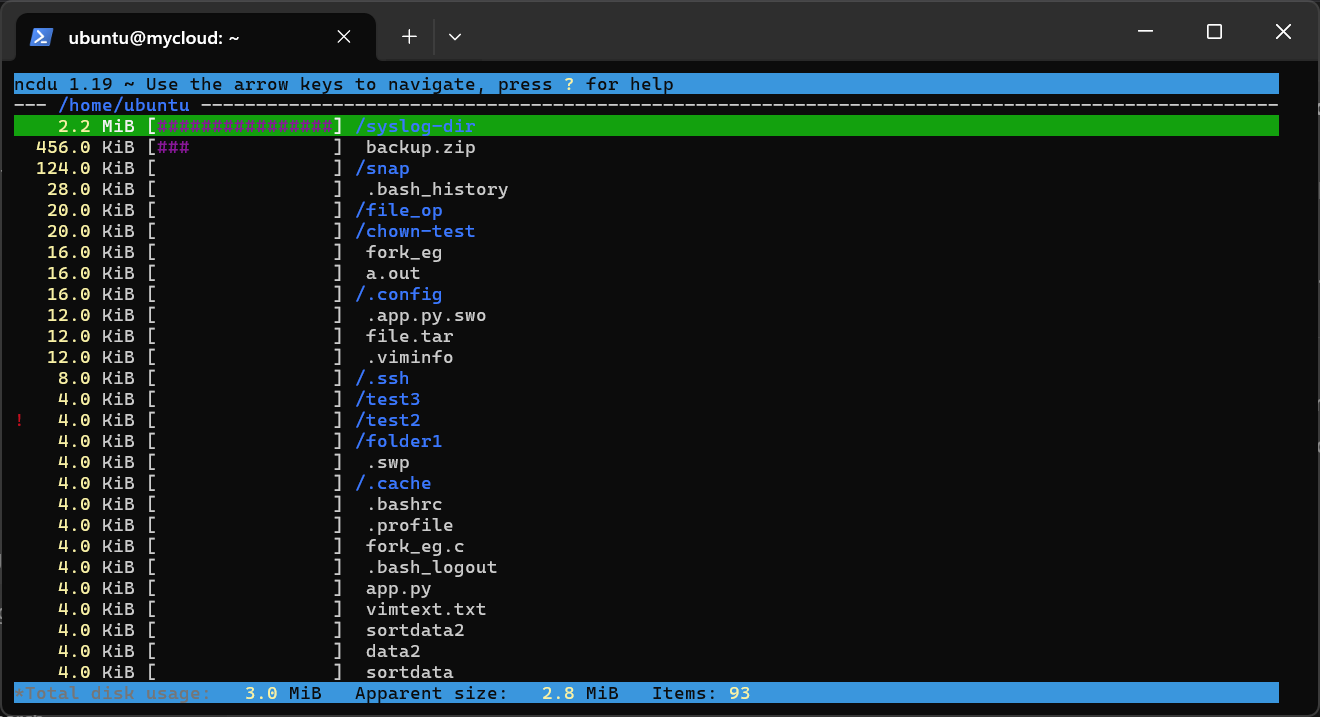 ubuntu@mycloud: ~
ncdu 1.19 ~ Use the arrow keys to navigate, press ? for help
--- /home/ubuntu --------------------------------------------------------------------------------------------------
    2.2 MiB [################] /syslog-dir
  456.0 KiB [###             ]  backup.zip
  124.0 KiB [                ] /snap
   28.0 KiB [                ]  .bash_history
   20.0 KiB [                ] /file_op
   20.0 KiB [                ] /chown-test
   16.0 KiB [                ]  fork_eg
   16.0 KiB [                ]  a.out
   16.0 KiB [                ] /.config
   12.0 KiB [                ]  .app.py.swo
   12.0 KiB [                ]  file.tar
   12.0 KiB [                ]  .viminfo
    8.0 KiB [                ] /.ssh
    4.0 KiB [                ] /test3
!   4.0 KiB [                ] /test2
    4.0 KiB [                ] /folder1
    4.0 KiB [                ]  .swp
    4.0 KiB [                ] /.cache
    4.0 KiB [                ]  .bashrc
    4.0 KiB [                ]  .profile
    4.0 KiB [                ]  fork_eg.c
    4.0 KiB [                ]  .bash_logout
    4.0 KiB [                ]  app.py
    4.0 KiB [                ]  vimtext.txt
    4.0 KiB [                ]  sortdata2
    4.0 KiB [                ]  data2
    4.0 KiB [                ]  sortdata
*Total disk usage:   3.0 MiB   Apparent size:   2.8 MiB   Items: 93